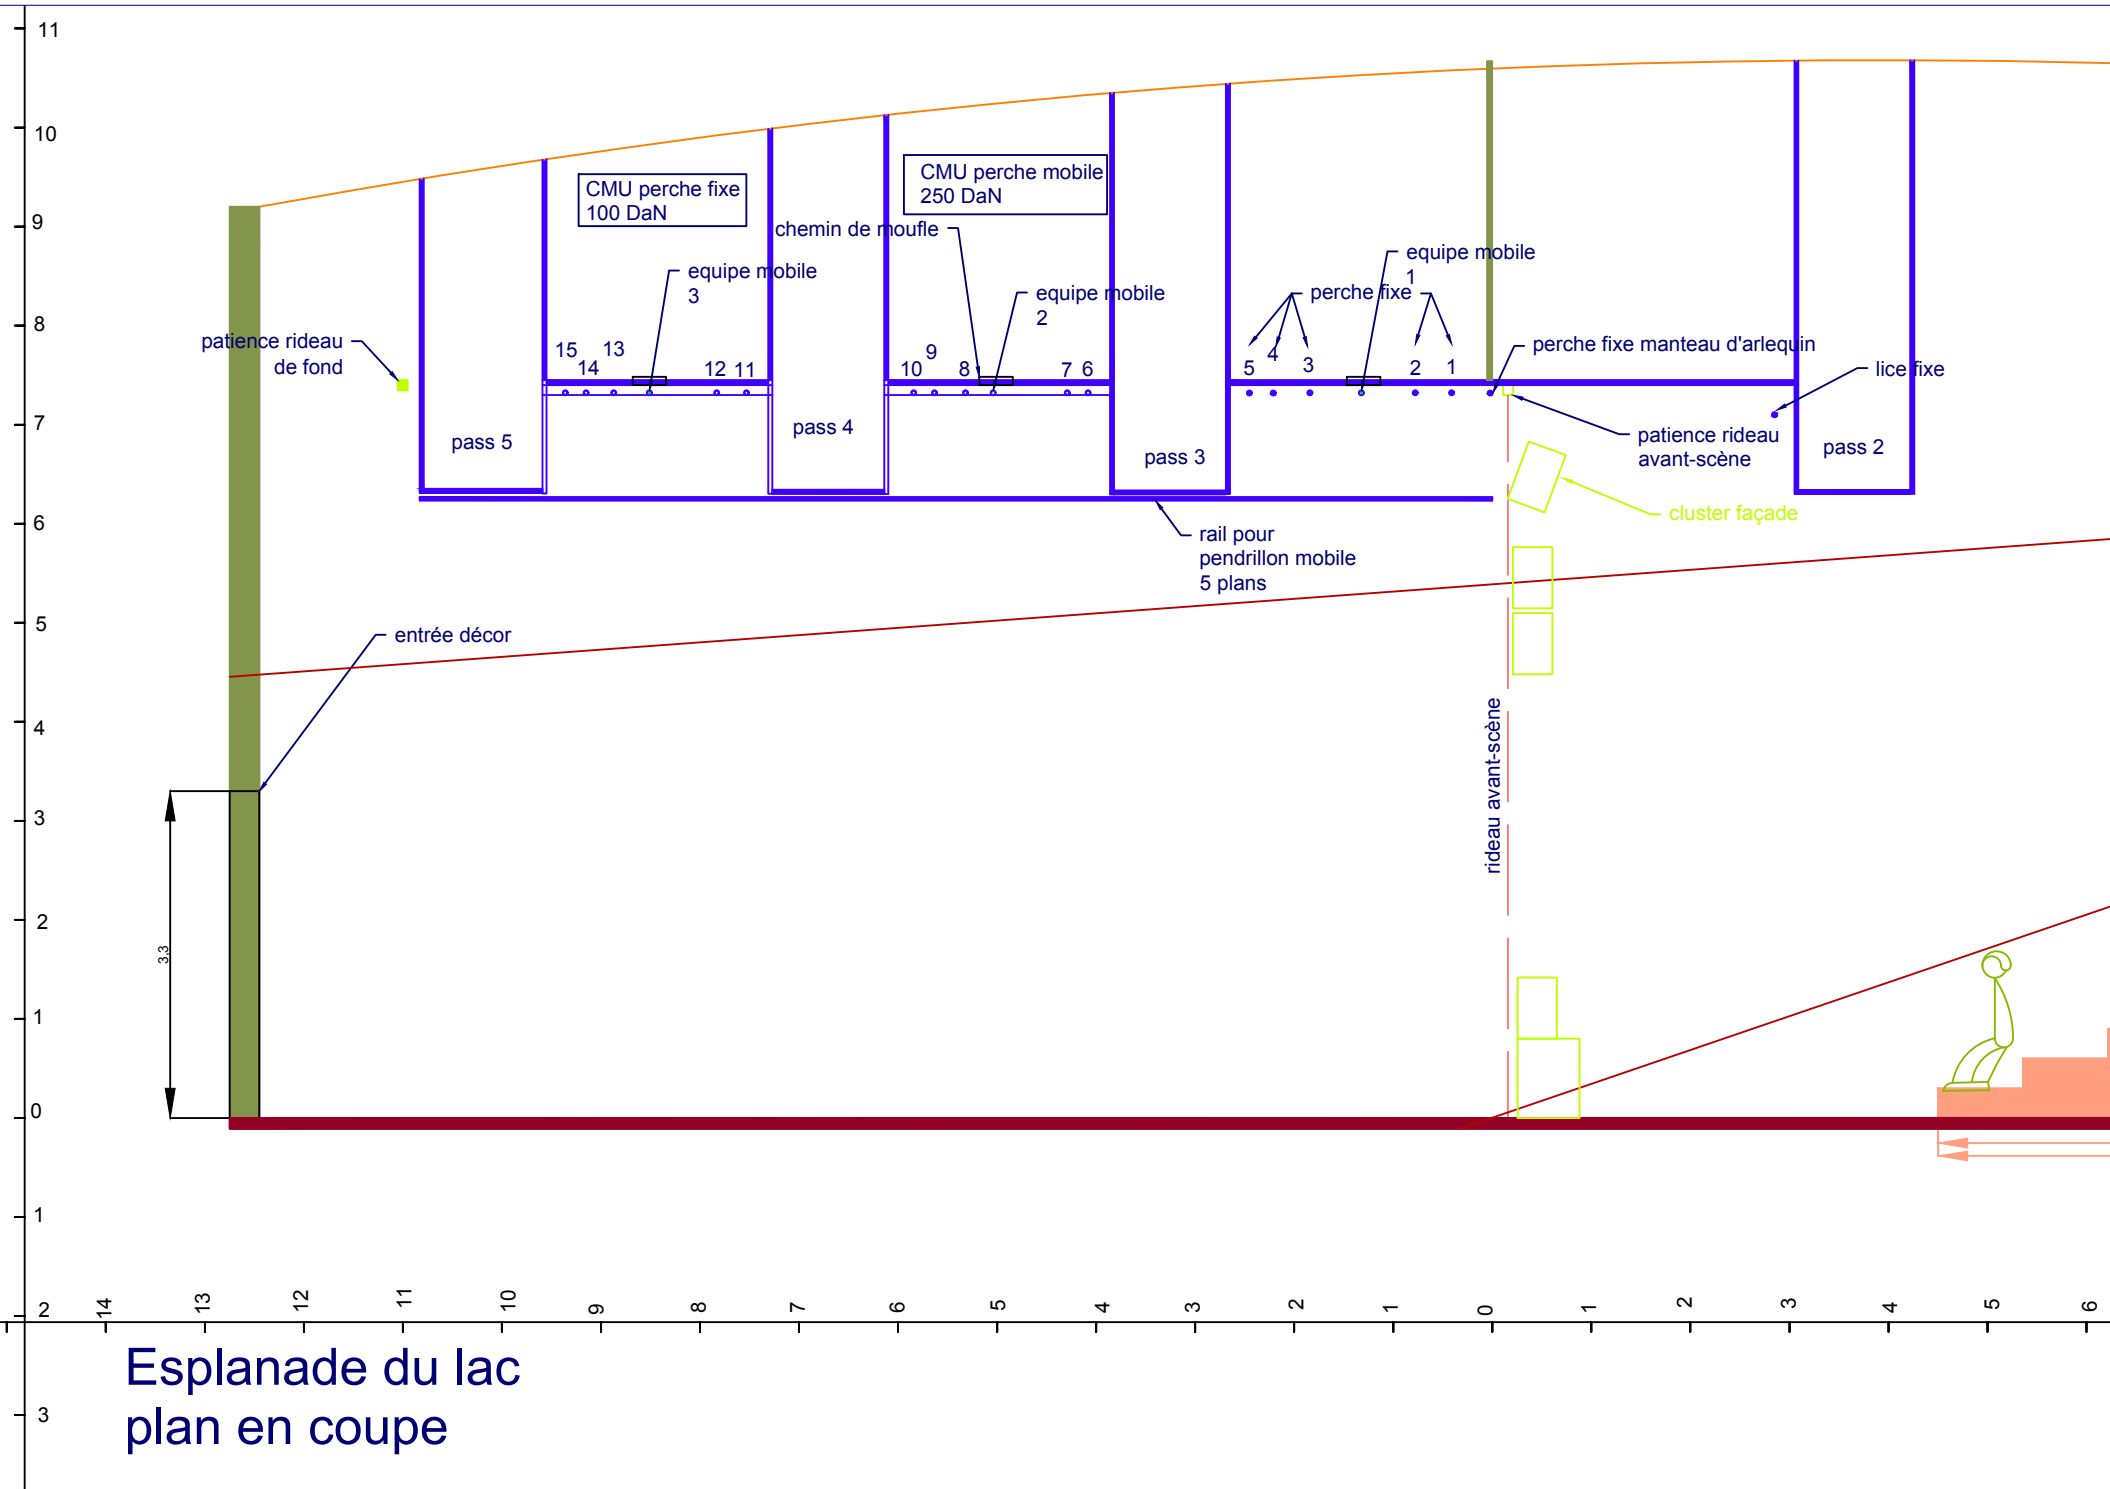 11
10
9
8
7
6
5
4
3
2
1
0
1
2
3
CMU perche fixe
100 DaN
CMU perche mobile
250 DaN
chemin de moufle
equipe mobile
3
equipe mobile
2
equipe mobile
1
perche fixe
patience rideau
de fond
15
14
13
12
11
10
9
8
7
6
5
4
3
2
1
perche fixe manteau d'arlequin
lice fixe
patience rideau
avant-scène
pass 5
pass 4
pass 3
pass 2
cluster façade
rail pour
pendrillon mobile
5 plans
entrée décor
rideau avant-scène
3,3
14
13
12
11
10
9
8
7
6
5
4
3
2
1
0
1
2
3
4
5
6
Esplanade du lac
plan en coupe